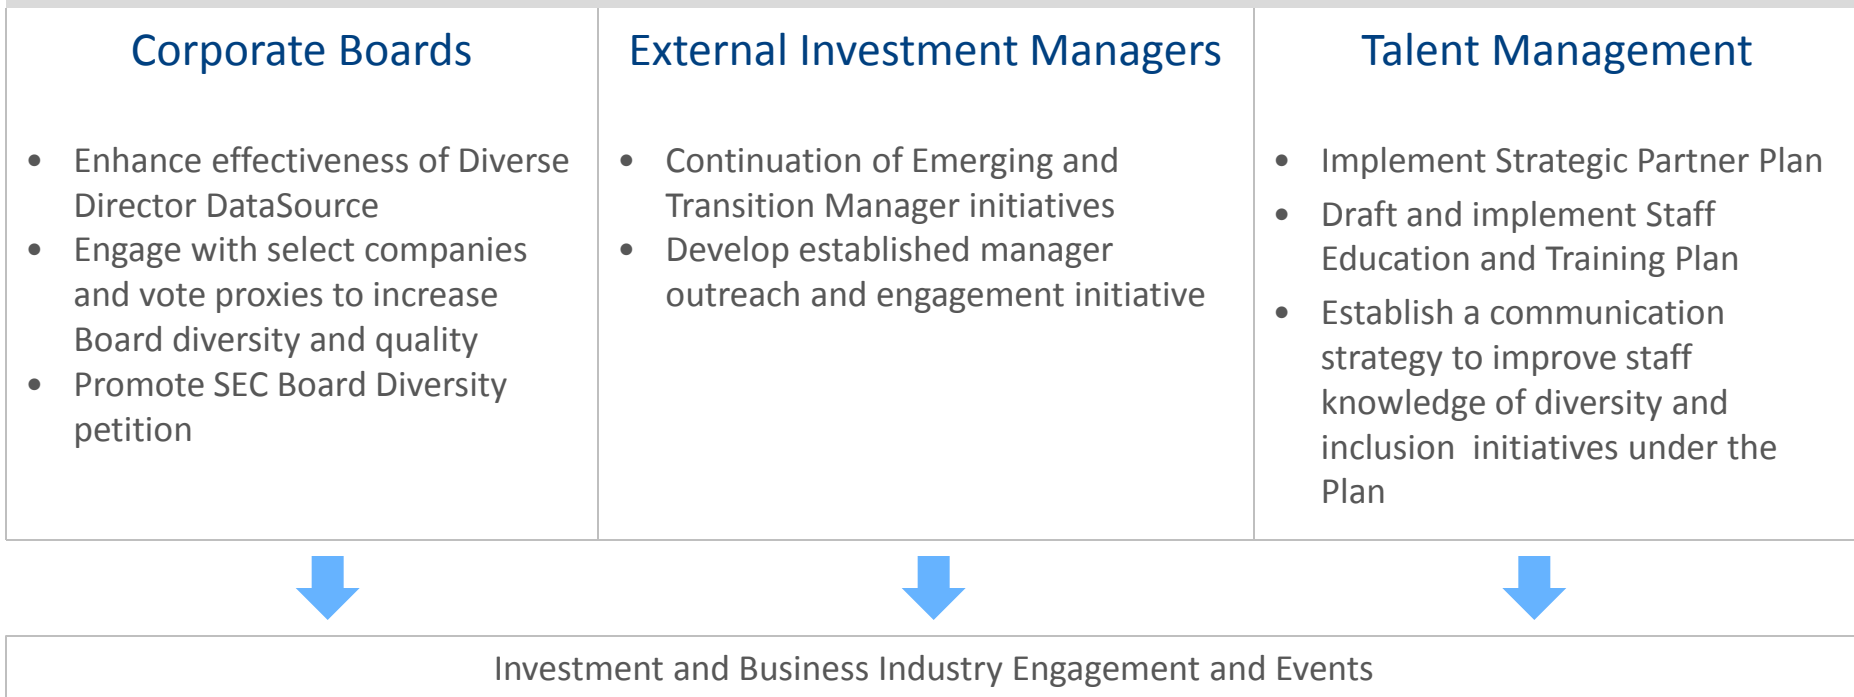 Corporate Boards
• Enhance effectiveness of Diverse
Director DataSource
• Engage with select companies
and vote proxies to increase
Board diversity and quality
• Promote SEC Board Diversity
petition
External Investment Managers
• Continuation of Emerging and
Transition Manager initiatives
• Develop established manager
outreach and engagement initiative
Talent Management
• Implement Strategic Partner Plan
• Draft and implement Staff
Education and Training Plan
• Establish a communication
strategy to improve staff
knowledge of diversity and
inclusion  initiatives under the
Plan
Investment and Business Industry Engagement and Events